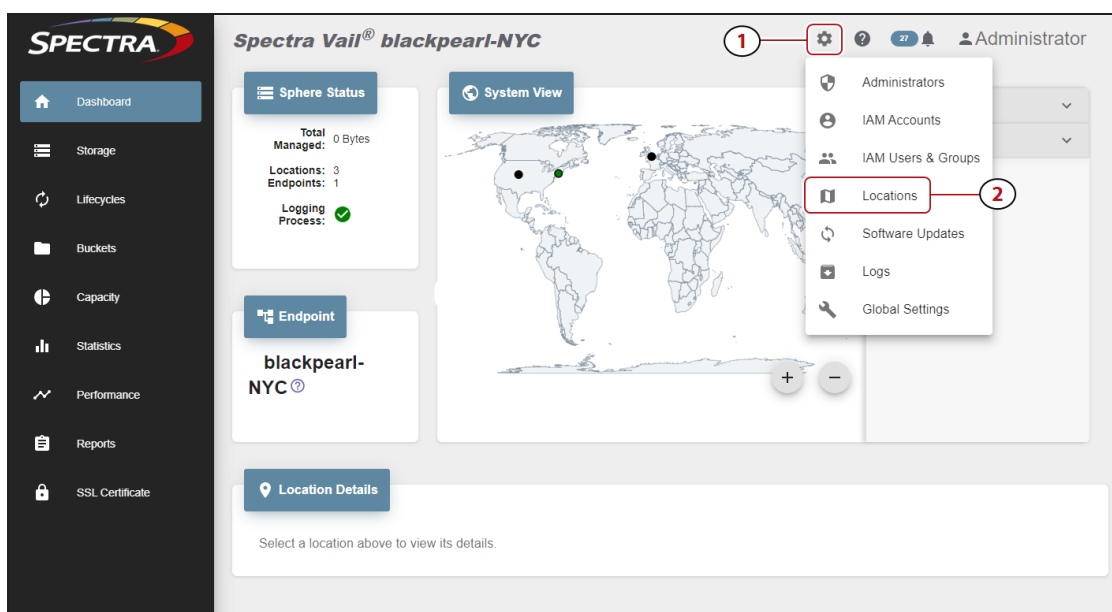 SPECTRA
Spectra Vail® blackpearl-NYC
1
27
Administrator
Dashboard
Storage
Lifecycles
Buckets
Capacity
Statistics
Performance
Reports
SSL Certificate
Sphere Status
Total
Managed: 0 Bytes
Locations: 3
Endpoints: 1
Logging
Process:
System View
+
−
Administrators
IAM Accounts
IAM Users & Groups
Locations
2
Software Updates
Logs
Global Settings
Endpoint
blackpearl-
NYC ?
Location Details
Select a location above to view its details.